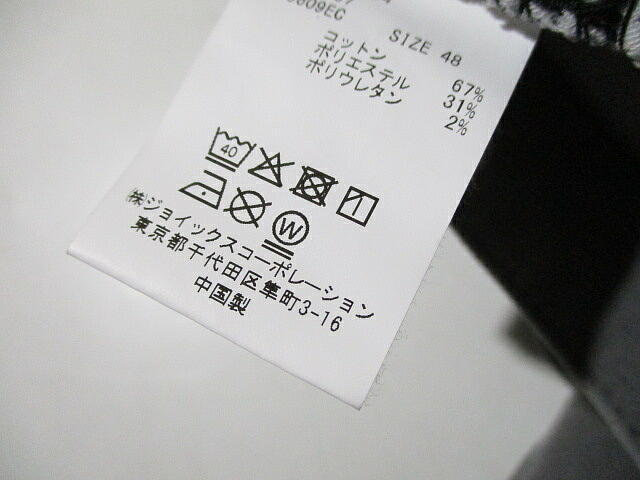 SIZE 48
コットン 67%
ポリエステル 31%
ポリウレタン 2%
40
W
㈱ジョイックスコーポレーション
東京都千代田区隼町3-16
中国製